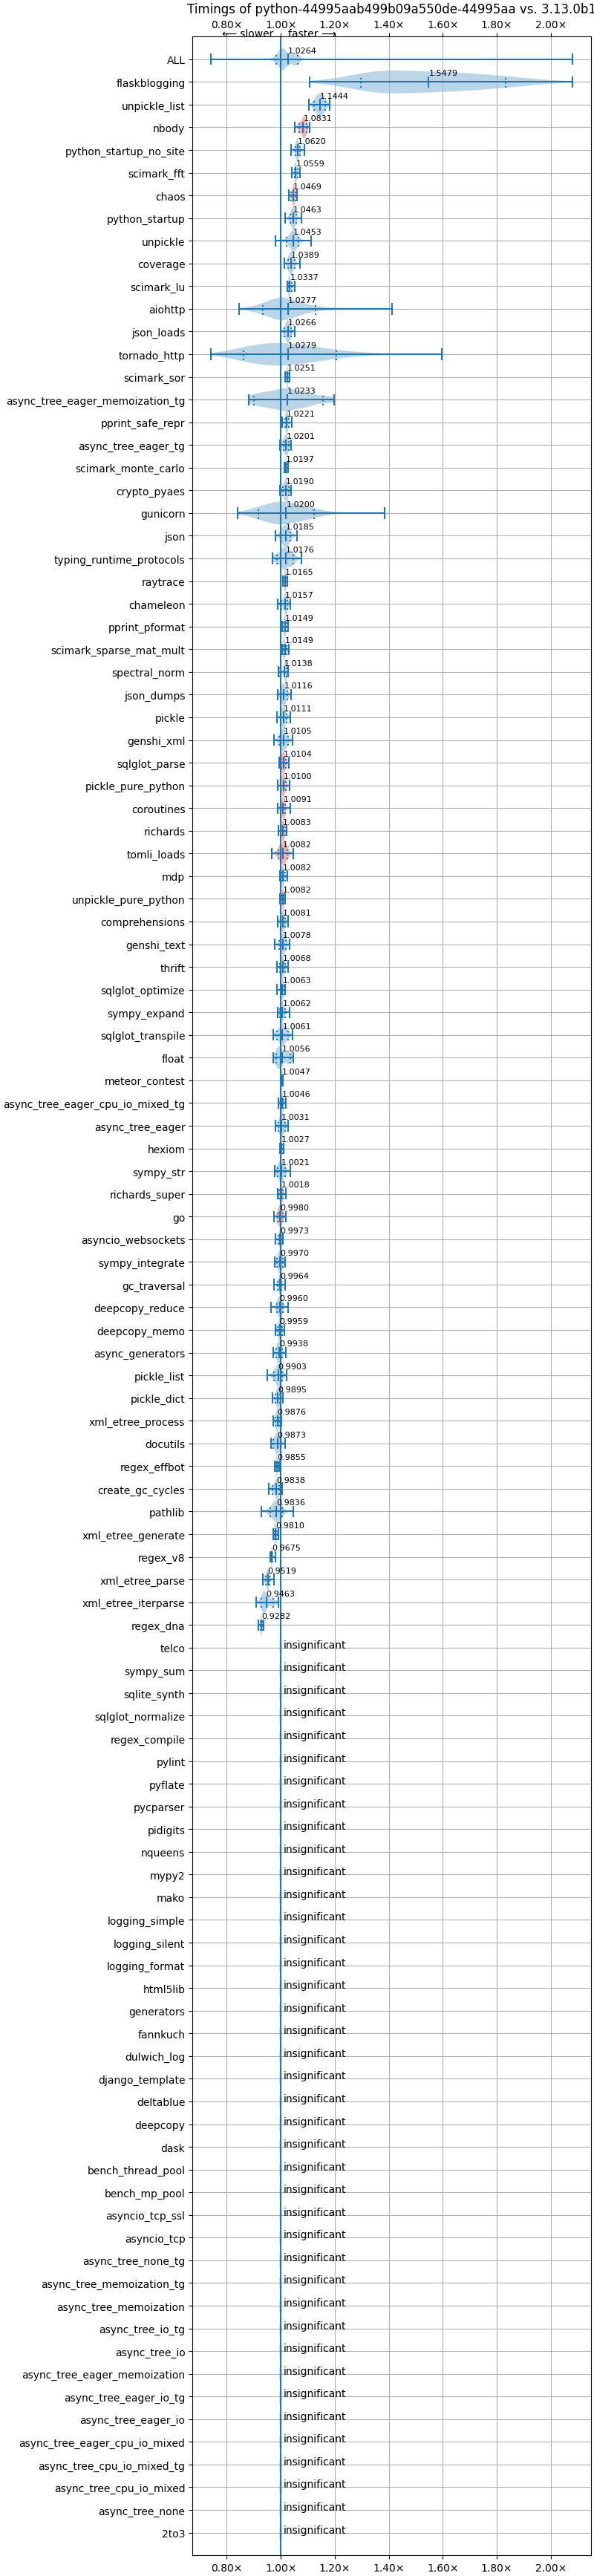 Timings of python-44995aab499b09a550de-44995aa vs. 3.13.0b1
0.80× 1.00× 1.20× 1.40× 1.60× 1.80× 2.00×
← slower faster →
ALL 1.0264
flaskblogging 1.5479
unpickle_list 1.1444
nbody 1.0831
python_startup_no_site 1.0620
scimark_fft 1.0559
chaos 1.0469
python_startup 1.0463
unpickle 1.0453
coverage 1.0389
scimark_lu 1.0337
aiohttp 1.0277
json_loads 1.0266
tornado_http 1.0279
scimark_sor 1.0251
async_tree_eager_memoization_tg 1.0233
pprint_safe_repr 1.0221
async_tree_eager_tg 1.0201
scimark_monte_carlo 1.0197
crypto_pyaes 1.0190
gunicorn 1.0200
json 1.0185
typing_runtime_protocols 1.0176
raytrace 1.0165
chameleon 1.0157
pprint_pformat 1.0149
scimark_sparse_mat_mult 1.0149
spectral_norm 1.0138
json_dumps 1.0116
pickle 1.0111
genshi_xml 1.0105
sqlglot_parse 1.0104
pickle_pure_python 1.0100
coroutines 1.0091
richards 1.0083
tomli_loads 1.0082
mdp 1.0082
unpickle_pure_python 1.0082
comprehensions 1.0081
genshi_text 1.0078
thrift 1.0068
sqlglot_optimize 1.0063
sympy_expand 1.0062
sqlglot_transpile 1.0061
float 1.0056
meteor_contest 1.0047
async_tree_eager_cpu_io_mixed_tg 1.0046
async_tree_eager 1.0031
hexiom 1.0027
sympy_str 1.0021
richards_super 1.0018
go 0.9980
asyncio_websockets 0.9973
sympy_integrate 0.9970
gc_traversal 0.9964
deepcopy_reduce 0.9960
deepcopy_memo 0.9959
async_generators 0.9938
pickle_list 0.9903
pickle_dict 0.9895
xml_etree_process 0.9876
docutils 0.9873
regex_effbot 0.9855
create_gc_cycles 0.9838
pathlib 0.9836
xml_etree_generate 0.9810
regex_v8 0.9675
xml_etree_parse 0.9519
xml_etree_iterparse 0.9463
regex_dna 0.9282
telco insignificant
sympy_sum insignificant
sqlite_synth insignificant
sqlglot_normalize insignificant
regex_compile insignificant
pylint insignificant
pyflate insignificant
pycparser insignificant
pidigits insignificant
nqueens insignificant
mypy2 insignificant
mako insignificant
logging_simple insignificant
logging_silent insignificant
logging_format insignificant
html5lib insignificant
generators insignificant
fannkuch insignificant
dulwich_log insignificant
django_template insignificant
deltablue insignificant
deepcopy insignificant
dask insignificant
bench_thread_pool insignificant
bench_mp_pool insignificant
asyncio_tcp_ssl insignificant
asyncio_tcp insignificant
async_tree_none_tg insignificant
async_tree_memoization_tg insignificant
async_tree_memoization insignificant
async_tree_io_tg insignificant
async_tree_io insignificant
async_tree_eager_memoization insignificant
async_tree_eager_io_tg insignificant
async_tree_eager_io insignificant
async_tree_eager_cpu_io_mixed insignificant
async_tree_cpu_io_mixed_tg insignificant
async_tree_cpu_io_mixed insignificant
async_tree_none insignificant
2to3 insignificant
0.80× 1.00× 1.20× 1.40× 1.60× 1.80× 2.00×